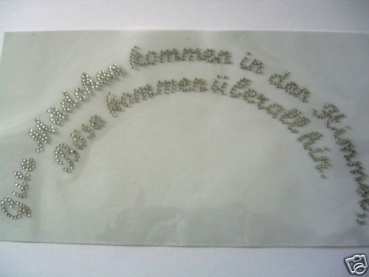 Gute Mädchen kommen in den Himmel,
Böse kommen überall hin.